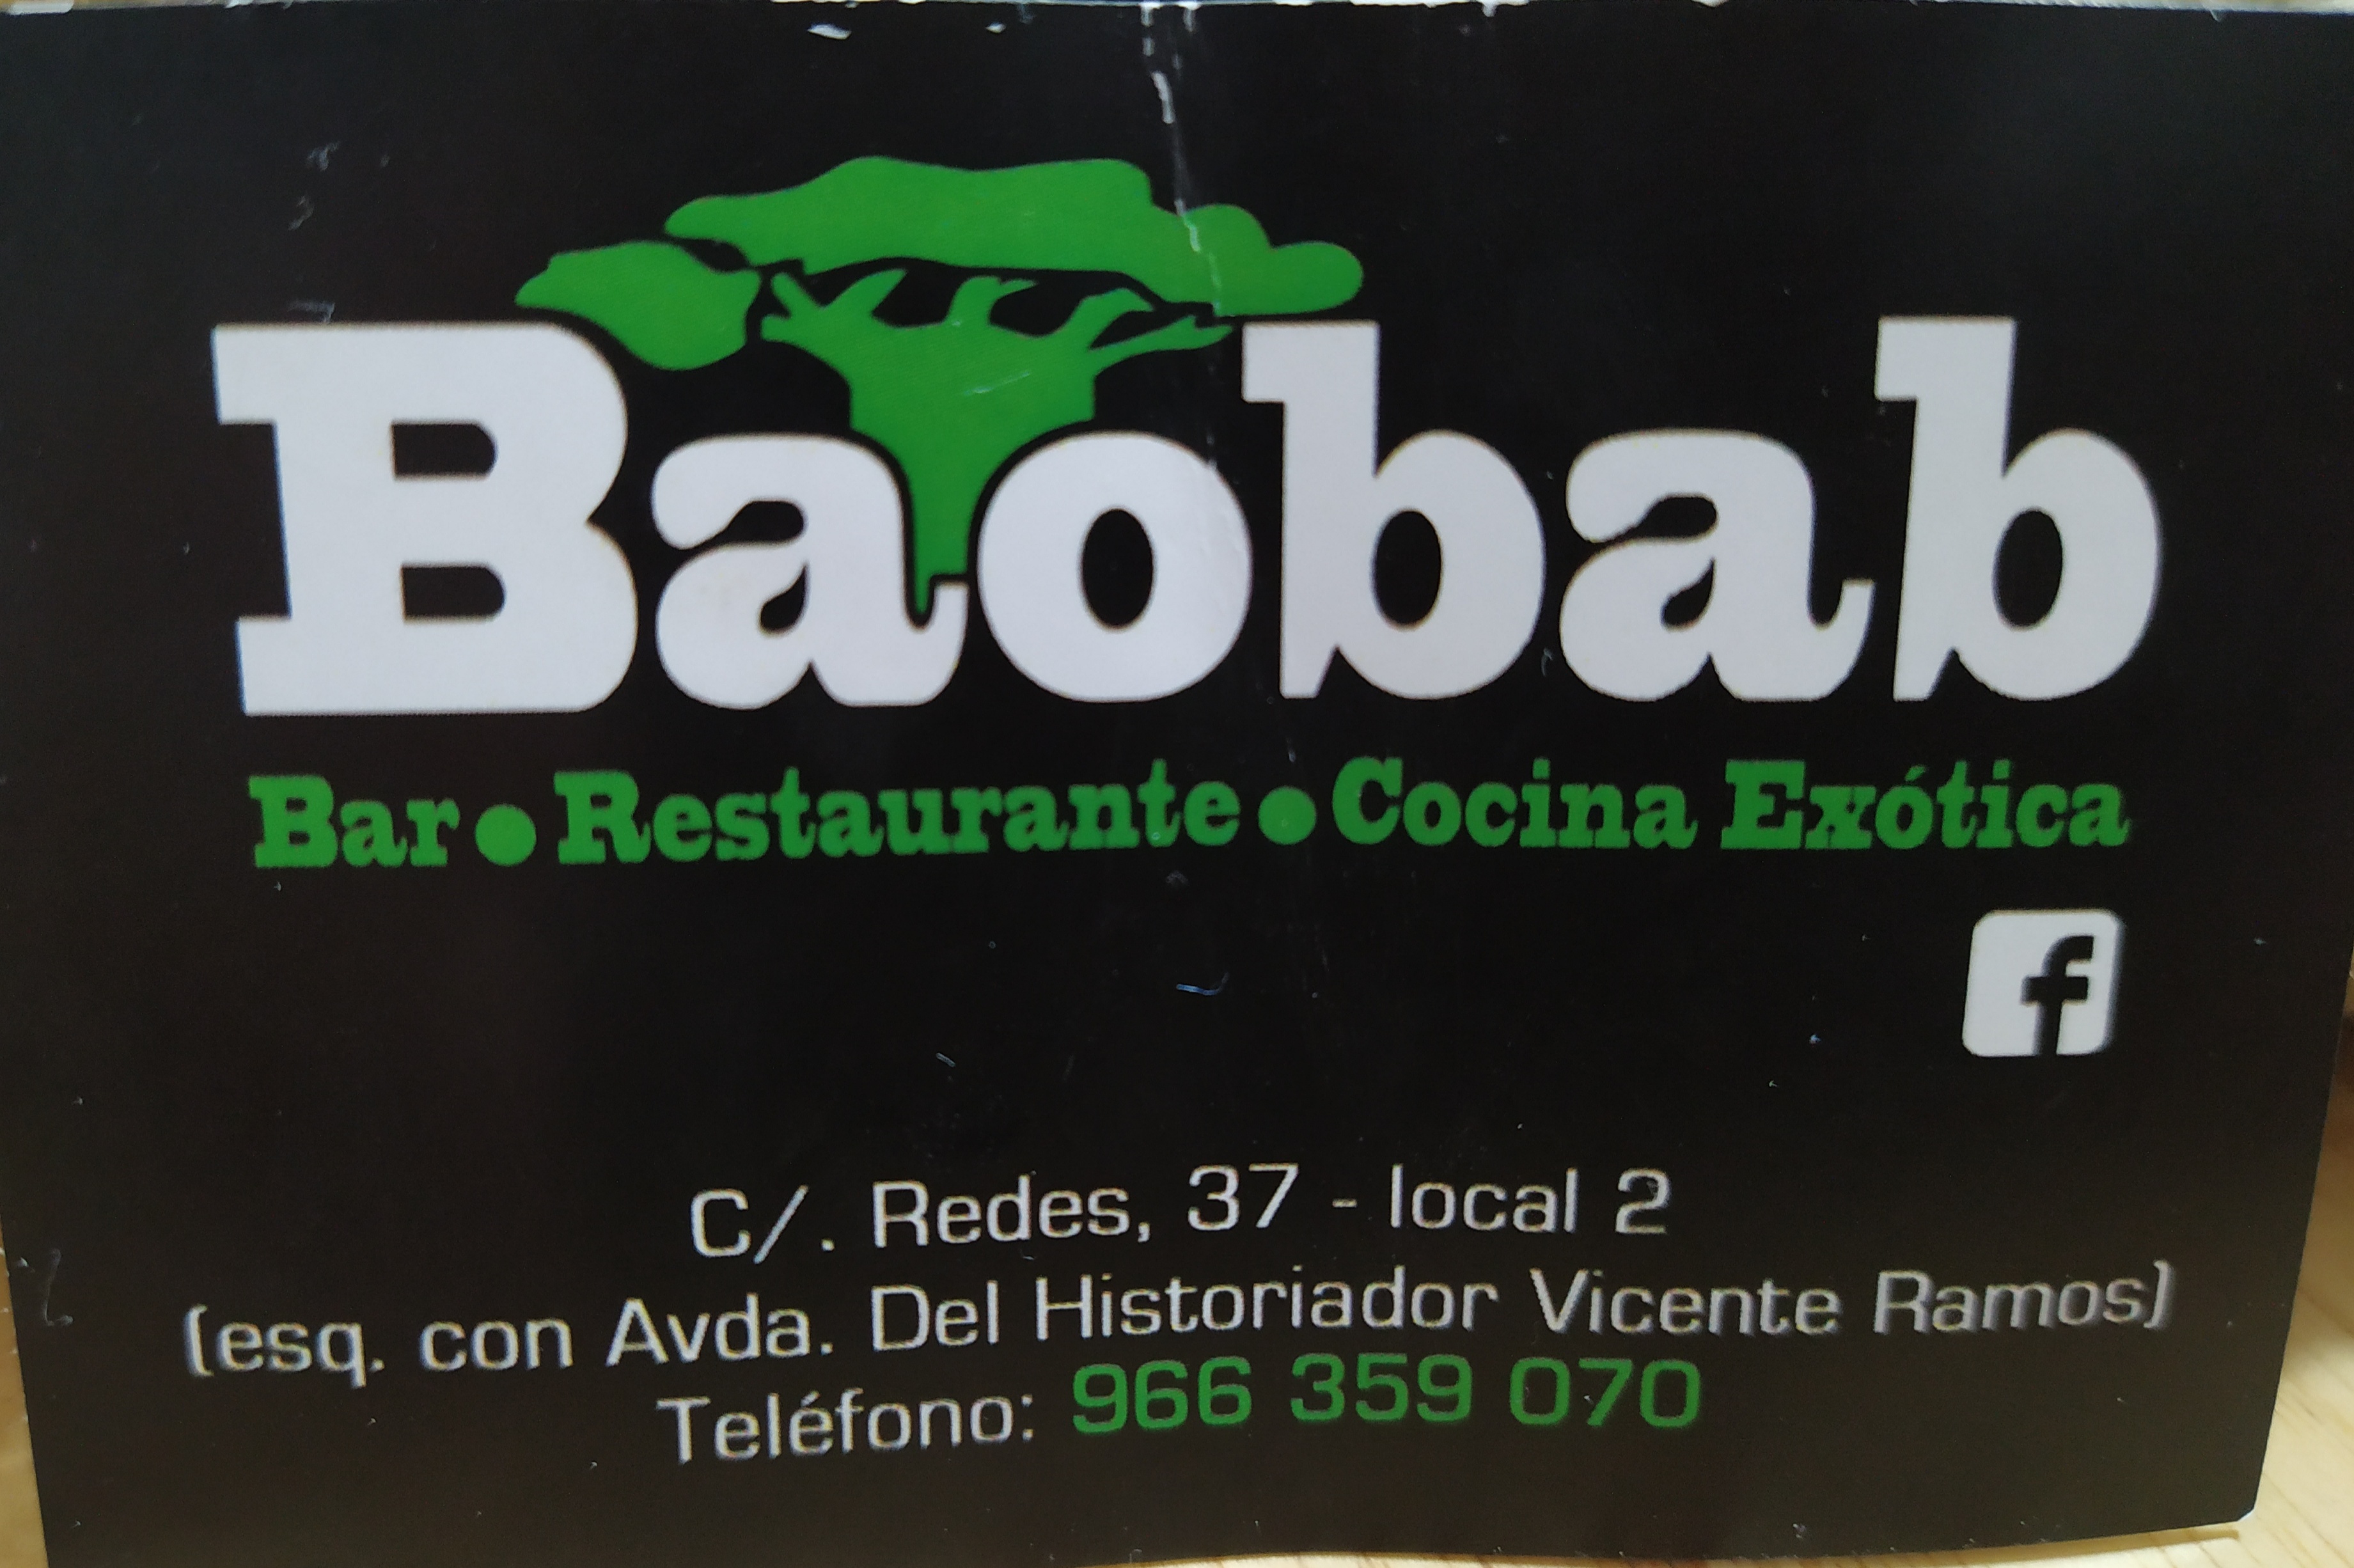 Baobab
Bar●Restaurante●Cocina Exótica
f
C/. Redes, 37 - local 2
(esq. con Avda. Del Historiador Vicente Ramos)
Teléfono: 966 359 070